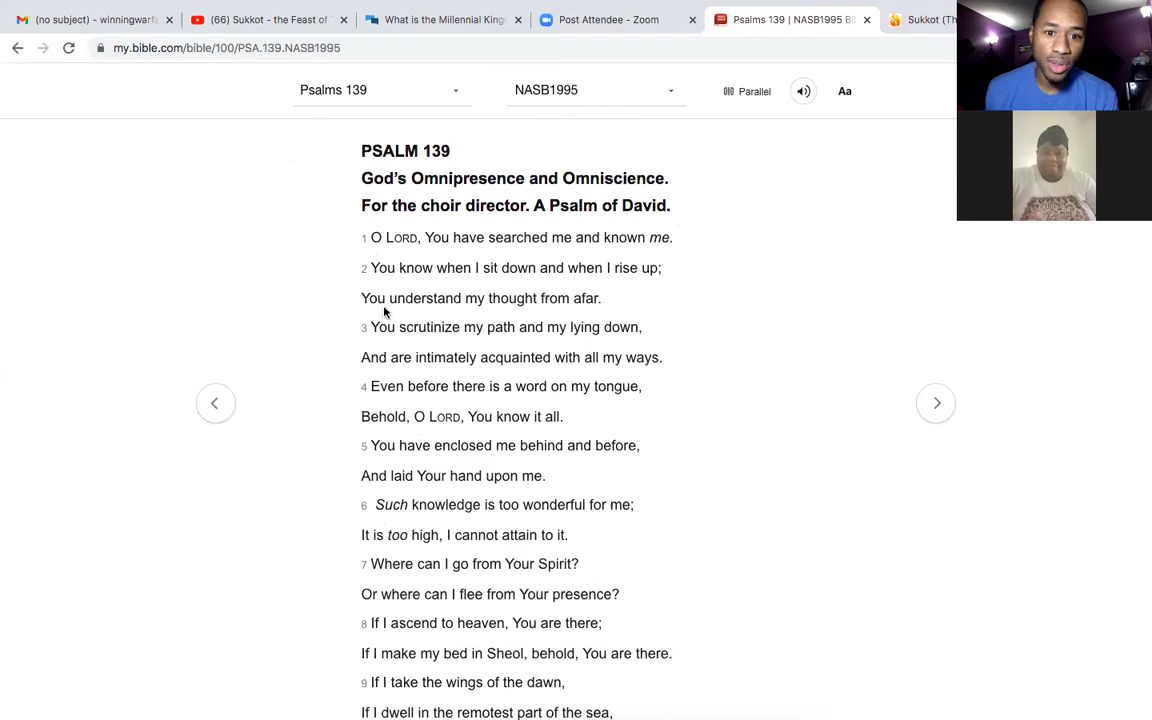 (no subject) - winningwarfa
(66) Sukkot - the Feast of
What is the Millennial King
Post Attendee - Zoom
Psalms 139 | NASB1995 Bi
Sukkot (Th
my.bible.com/bible/100/PSA.139.NASB1995
Psalms 139
NASB1995
Parallel
Aa
PSALM 139
God's Omnipresence and Omniscience.
For the choir director. A Psalm of David.
1 O LORD, You have searched me and known me.
2 You know when I sit down and when I rise up;
You understand my thought from afar.
3 You scrutinize my path and my lying down,
And are intimately acquainted with all my ways.
4 Even before there is a word on my tongue,
Behold, O LORD, You know it all.
5 You have enclosed me behind and before,
And laid Your hand upon me.
6 Such knowledge is too wonderful for me;
It is too high, I cannot attain to it.
7 Where can I go from Your Spirit?
Or where can I flee from Your presence?
8 If I ascend to heaven, You are there;
If I make my bed in Sheol, behold, You are there.
9 If I take the wings of the dawn,
If I dwell in the remotest part of the sea,